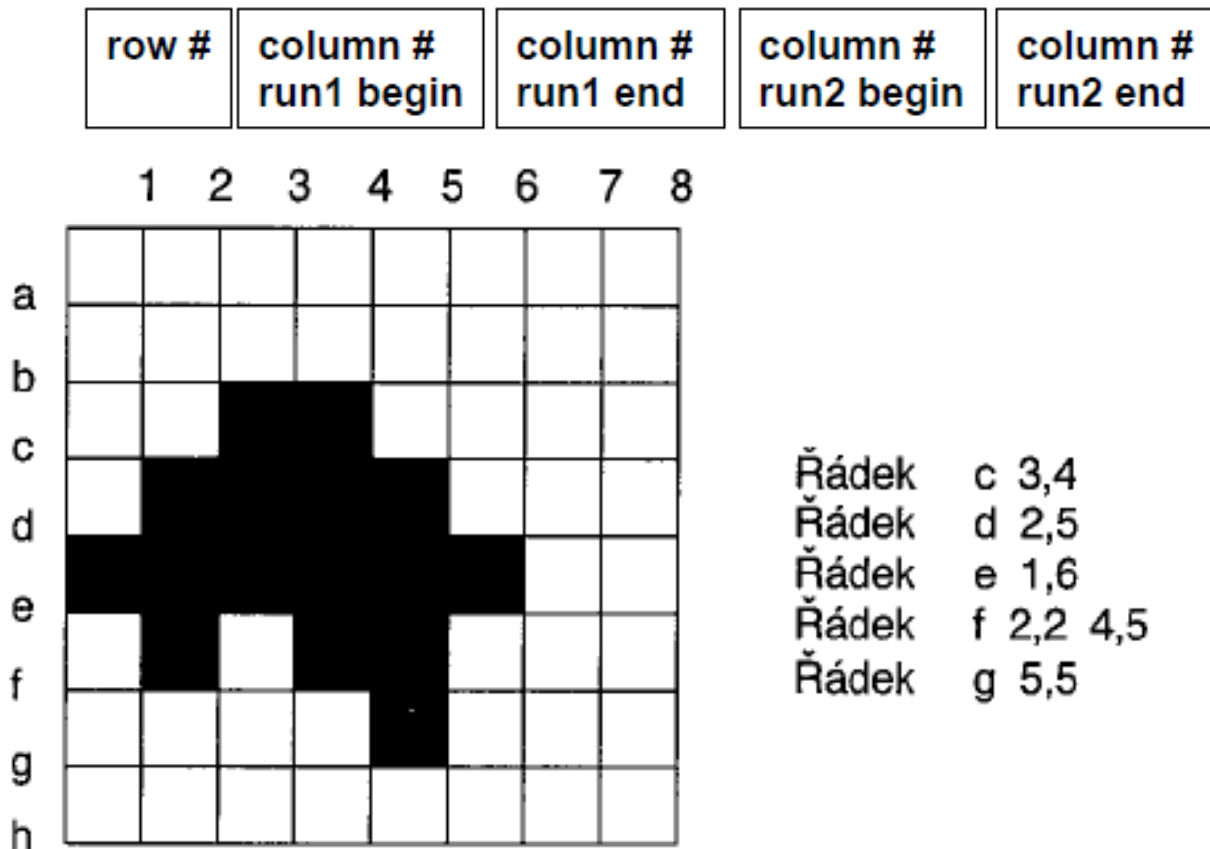 row # column # column # column # column #
run1 begin run1 end run2 begin run2 end
1 2 3 4 5 6 7 8
a
b
c
d
e
f
g
h
Řádek c 3,4
Řádek d 2,5
Řádek e 1,6
Řádek f 2,2 4,5
Řádek g 5,5